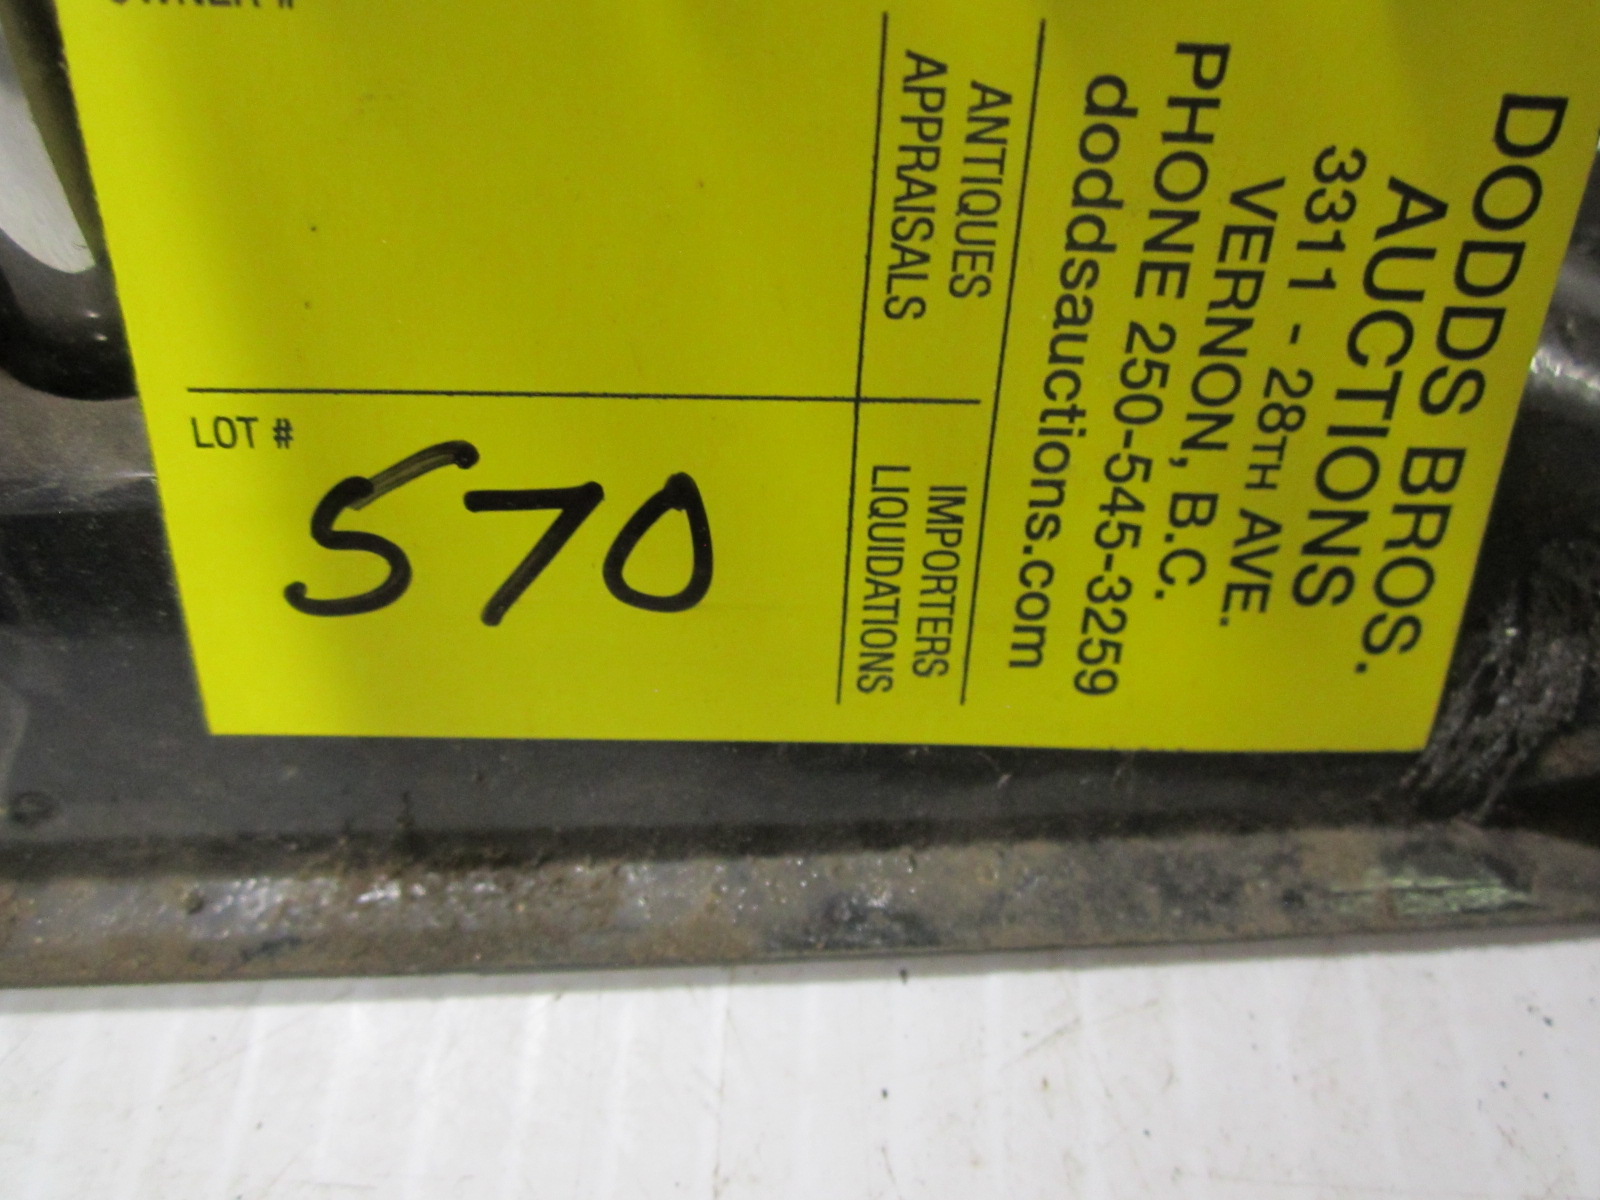 DODDS BROS.
AUCTIONS
3311 - 28TH AVE.
VERNON, B.C.
PHONE 250-545-3259
doddsauctions.com
ANTIQUES
APPRAISALS
IMPORTERS
LIQUIDATIONS
OWNER #
LOT #
570